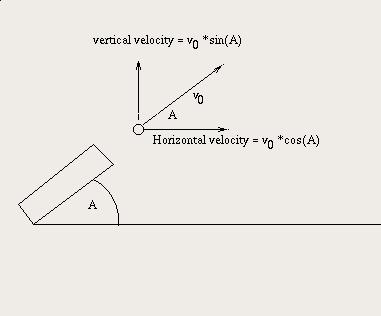 vertical velocity = v0 *sin(A)
v0
A
Horizontal velocity = v0 *cos(A)
A